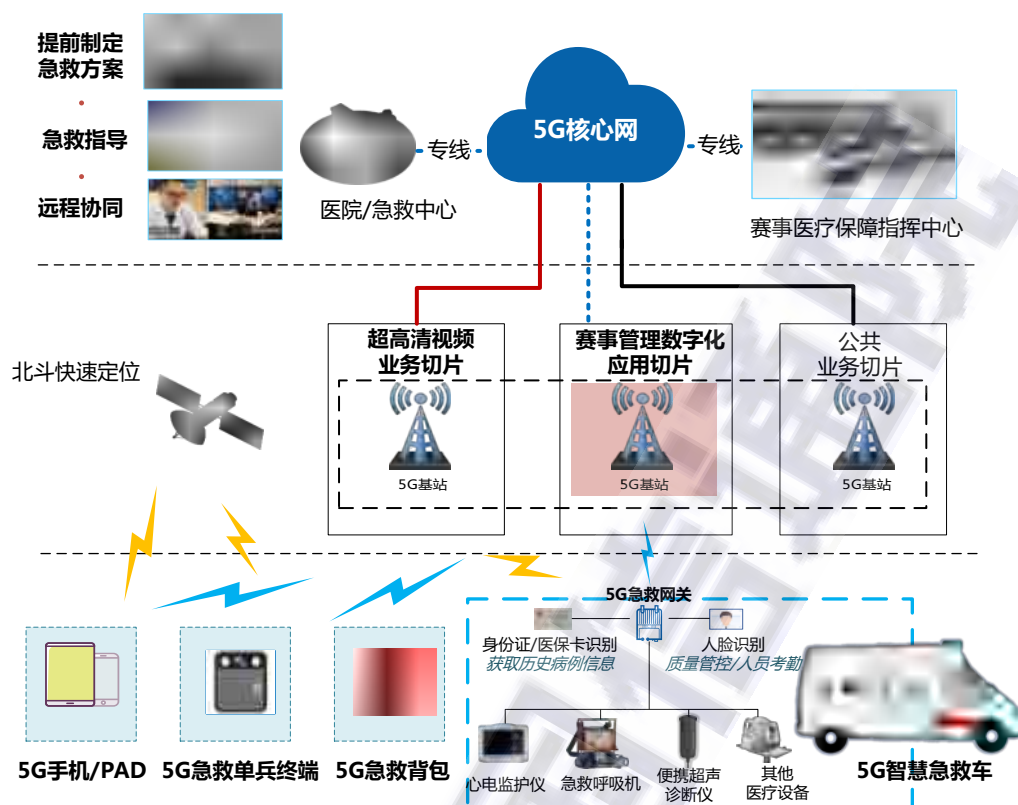 提前制定
急救方案
急救指导
远程协同
专线
医院/急救中心
5G核心网
专线
赛事医疗保障指挥中心
北斗快速定位
超高清视频
业务切片
5G基站
赛事管理数字化
应用切片
5G基站
公共
业务切片
5G基站
5G手机/PAD
5G急救单兵终端
5G急救背包
5G急救网关
身份证/医保卡识别
获取历史病例信息
人脸识别
质量管控/人员考勤
心电监护仪
急救呼吸机
便携超声
诊断仪
其他
医疗设备
5G智慧急救车